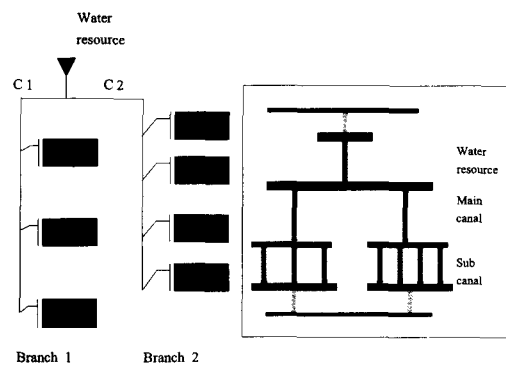 Water
resource
C 1
C 2
Water
resource
Main
canal
Sub
canal
Branch 1
Branch 2